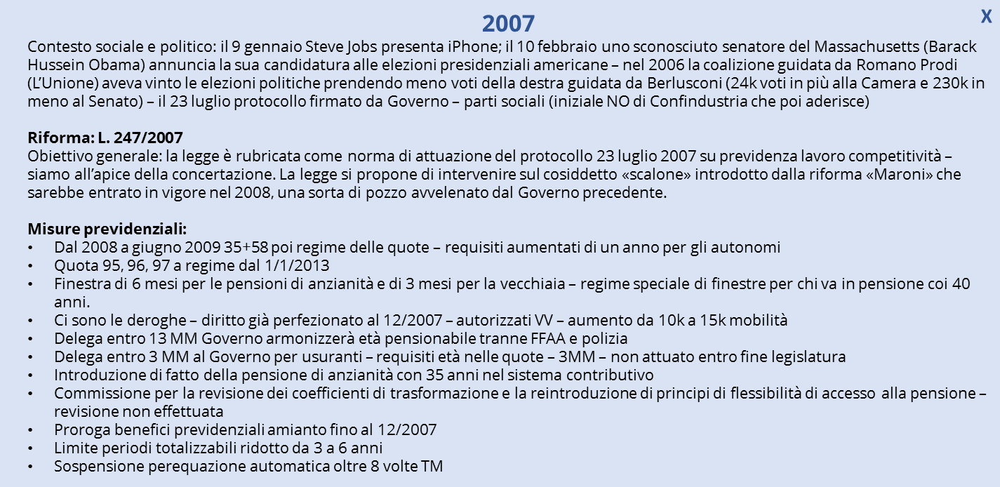 2007
X
Contesto sociale e politico: il 9 gennaio Steve Jobs presenta iPhone; il 10 febbraio uno sconosciuto senatore del Massachusetts (Barack
Hussein Obama) annuncia la sua candidatura alle elezioni presidenziali americane – nel 2006 la coalizione guidata da Romano Prodi
(L’Unione) aveva vinto le elezioni politiche prendendo meno voti della destra guidata da Berlusconi (24k voti in più alla Camera e 230k in
meno al Senato) – il 23 luglio protocollo firmato da Governo – parti sociali (iniziale NO di Confindustria che poi aderisce)
Riforma: L. 247/2007
Obiettivo generale: la legge è rubricata come norma di attuazione del protocollo 23 luglio 2007 su previdenza lavoro competitività –
siamo all’apice della concertazione. La legge si propone di intervenire sul cosiddetto «scalone» introdotto dalla riforma «Maroni» che
sarebbe entrato in vigore nel 2008, una sorta di pozzo avvelenato dal Governo precedente.
Misure previdenziali:
• Dal 2008 a giugno 2009 35+58 poi regime delle quote – requisiti aumentati di un anno per gli autonomi
• Quota 95, 96, 97 a regime dal 1/1/2013
• Finestra di 6 mesi per le pensioni di anzianità e di 3 mesi per la vecchiaia – regime speciale di finestre per chi va in pensione coi 40
anni.
• Ci sono le deroghe – diritto già perfezionato al 12/2007 – autorizzati VV – aumento da 10k a 15k mobilità
• Delega entro 13 MM Governo armonizzerà età pensionabile tranne FFAA e polizia
• Delega entro 3 MM al Governo per usuranti – requisiti età nelle quote – 3MM – non attuato entro fine legislatura
• Introduzione di fatto della pensione di anzianità con 35 anni nel sistema contributivo
• Commissione per la revisione dei coefficienti di trasformazione e la reintroduzione di principi di flessibilità di accesso alla pensione –
revisione non effettuata
• Proroga benefici previdenziali amianto fino al 12/2007
• Limite periodi totalizzabili ridotto da 3 a 6 anni
• Sospensione perequazione automatica oltre 8 volte TM